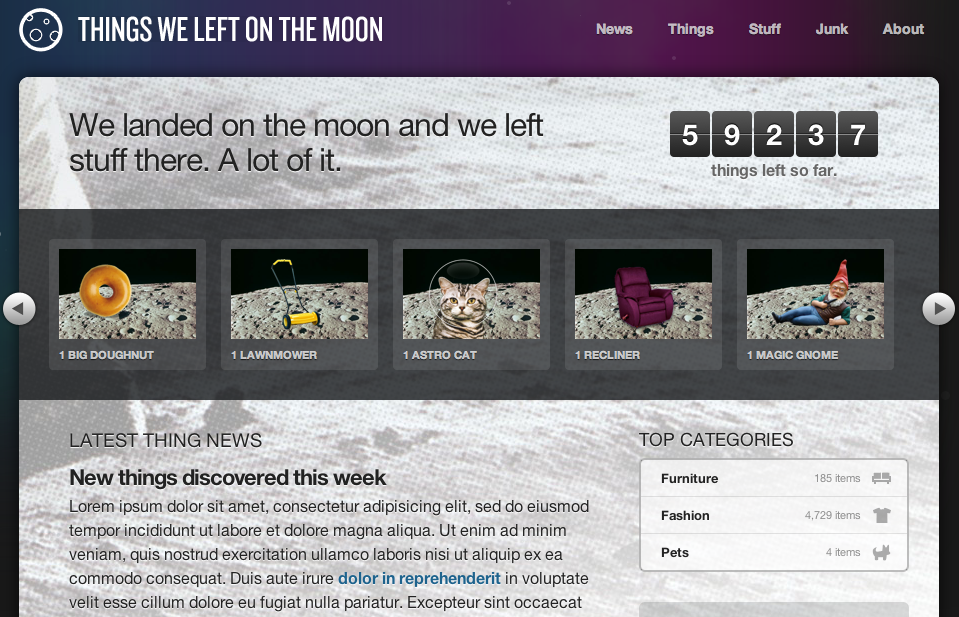 THINGS WE LEFT ON THE MOON
News Things Stuff Junk About
We landed on the moon and we left
stuff there. A lot of it.
5 9 2 3 7
things left so far.
1 BIG DOUGHNUT
1 LAWNMOWER
1 ASTRO CAT
1 RECLINER
1 MAGIC GNOME
LATEST THING NEWS
New things discovered this week
Lorem ipsum dolor sit amet, consectetur adipisicing elit, sed do eiusmod
tempor incididunt ut labore et dolore magna aliqua. Ut enim ad minim
veniam, quis nostrud exercitation ullamco laboris nisi ut aliquip ex ea
commodo consequat. Duis aute irure dolor in reprehenderit in voluptate
velit esse cillum dolore eu fugiat nulla pariatur. Excepteur sint occaecat
TOP CATEGORIES
Furniture 185 items
Fashion 4,729 items
Pets 4 items